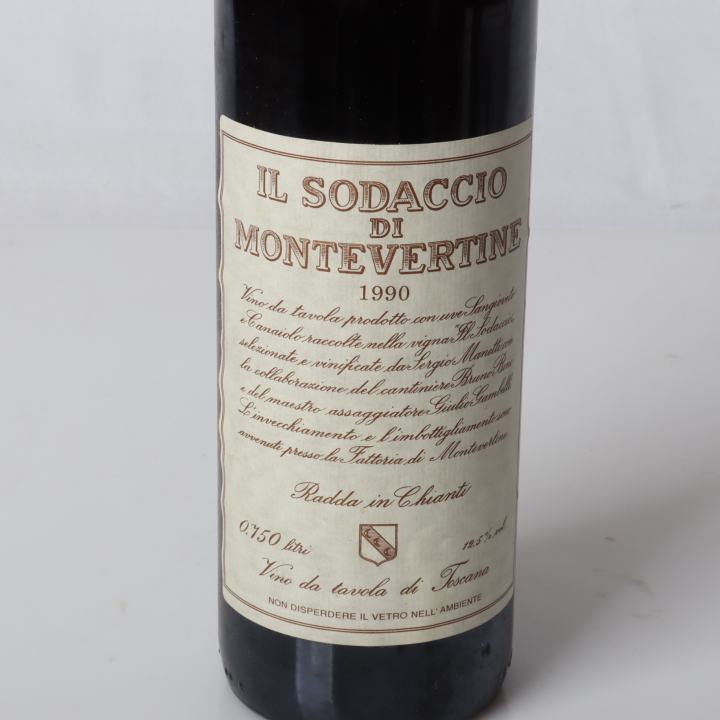 IL SODACCIO
DI
MONTEVERTINE
1990
Vino da tavola prodotto con uve Sangioveto
e Canaiolo raccolte nella vigna "Il Sodaccio,
selezionate e vinificate da Sergio Manetti con
la collaborazione del cantiniere Bruno Bini
e del maestro assaggiatore Giulio Gambelli.
L'invecchiamento e l'imbottigliamento sono
avvenuti presso la Fattoria di Montevertine
Radda in Chianti
0.750 litri
12.5% vol
Vino da tavola di Toscana
NON DISPERDERE IL VETRO NELL'AMBIENTE